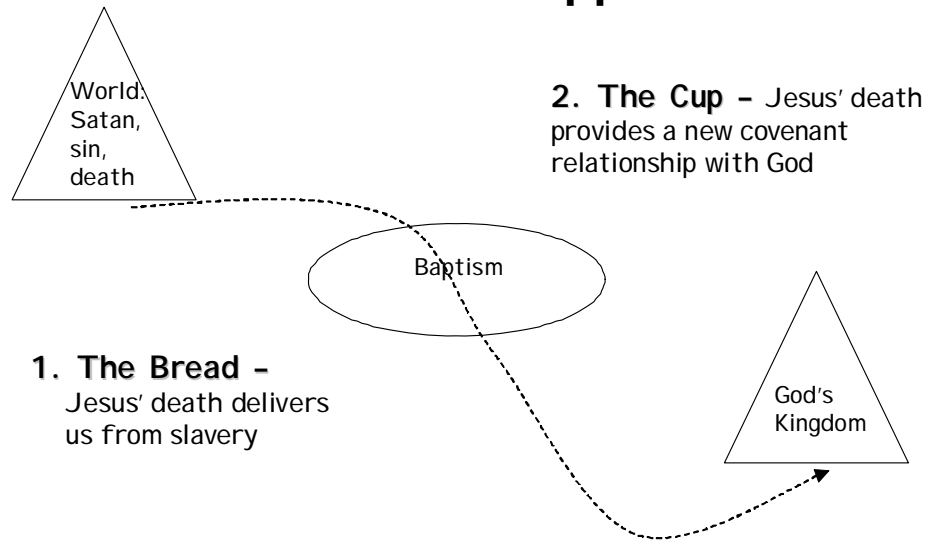 World:
Satan,
sin,
death
2. The Cup – Jesus' death
provides a new covenant
relationship with God
Baptism
1. The Bread –
Jesus' death delivers
us from slavery
God's
Kingdom